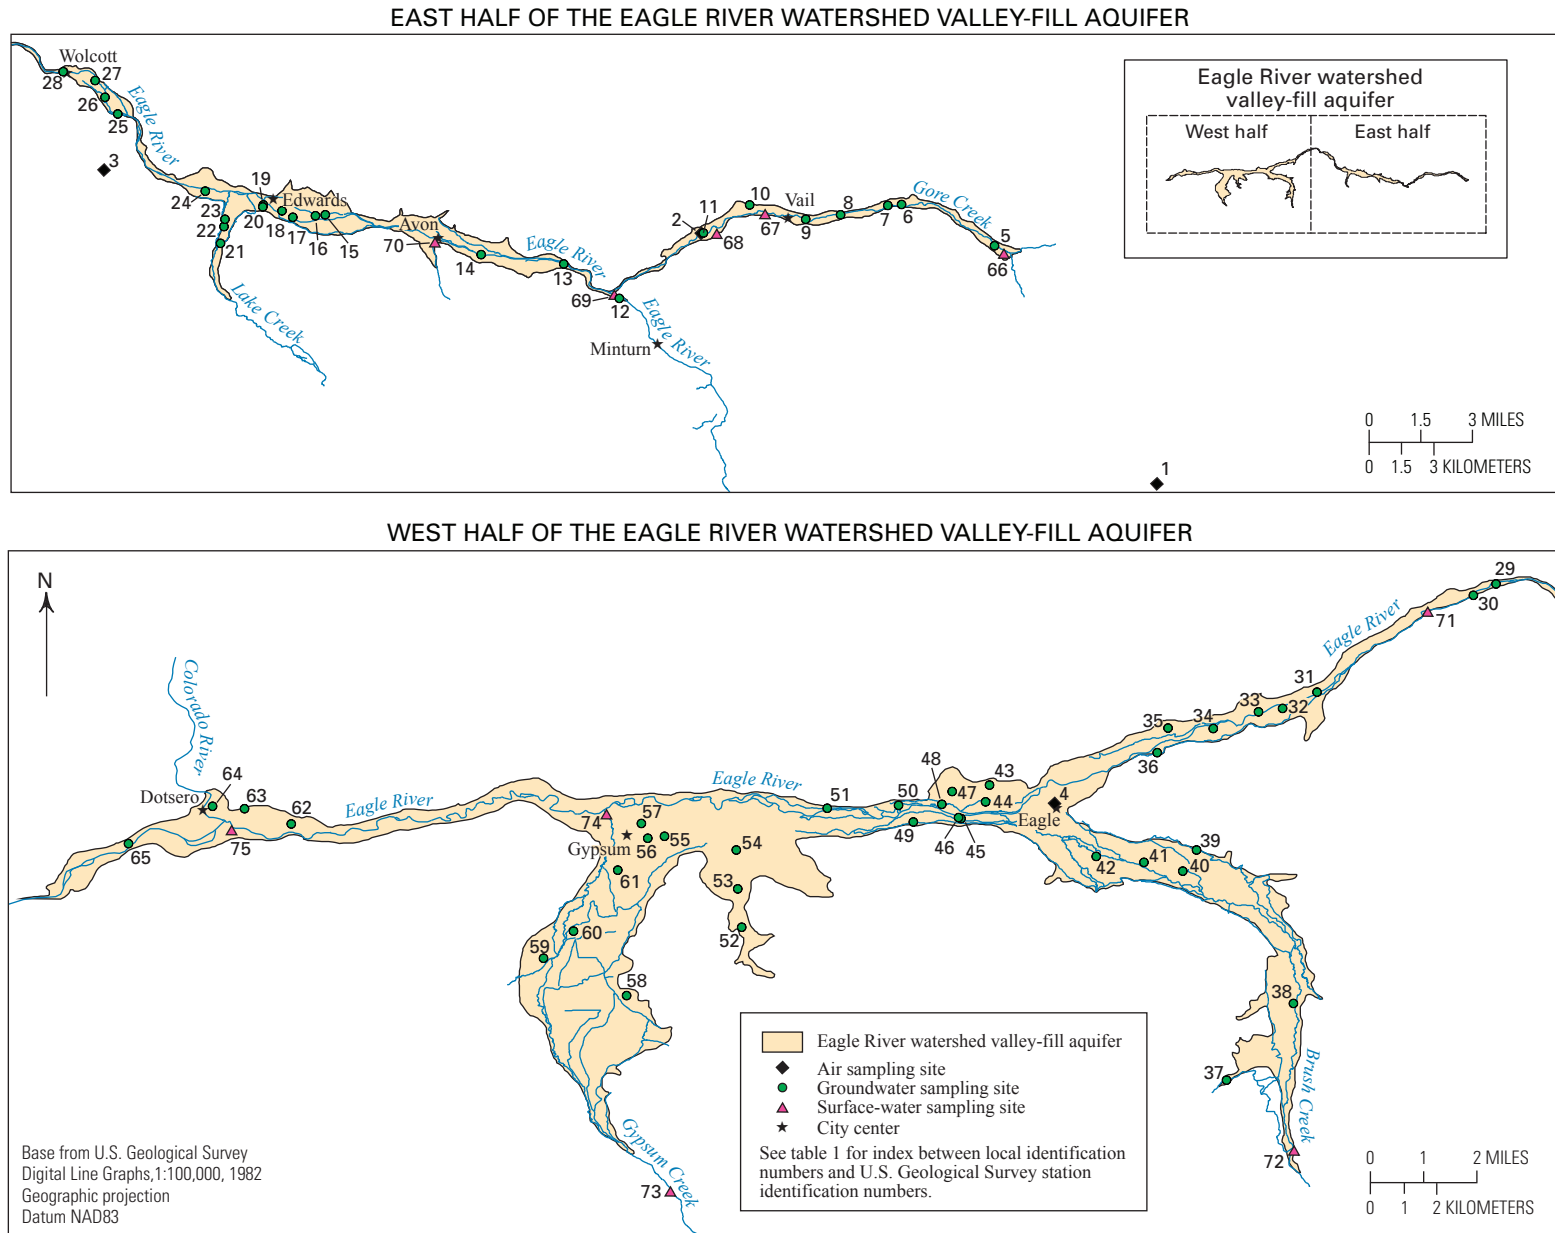 EAST HALF OF THE EAGLE RIVER WATERSHED VALLEY-FILL AQUIFER
Wolcott
28
27
26
25
Eagle River
3
24
19
Edwards
23
22
21
20
18
17
16
15
Lake Creek
Avon
70
14
Eagle River
13
69
12
Eagle River
Minturn
2
11
68
10
67
Vail
9
8
7
6
Gore Creek
5
66
1
Eagle River watershed
valley-fill aquifer
West half
East half
0 1.5 3 MILES
0 1.5 3 KILOMETERS
WEST HALF OF THE EAGLE RIVER WATERSHED VALLEY-FILL AQUIFER
N
Colorado River
Dotsero
64
63
62
65
75
Eagle River
74
57
Gypsum
56
55
61
54
53
52
60
59
58
Gypsum Creek
73
Eagle River
51
50
49
48
47
46
45
43
44
4
Eagle
42
41
40
39
38
37
Brush Creek
72
36
35
34
33
32
31
Eagle River
71
30
29
Eagle River watershed valley-fill aquifer
Air sampling site
Groundwater sampling site
Surface-water sampling site
City center
See table 1 for index between local identification
numbers and U.S. Geological Survey station
identification numbers.
Base from U.S. Geological Survey
Digital Line Graphs,1:100,000, 1982
Geographic projection
Datum NAD83
0 1 2 MILES
0 1 2 KILOMETERS